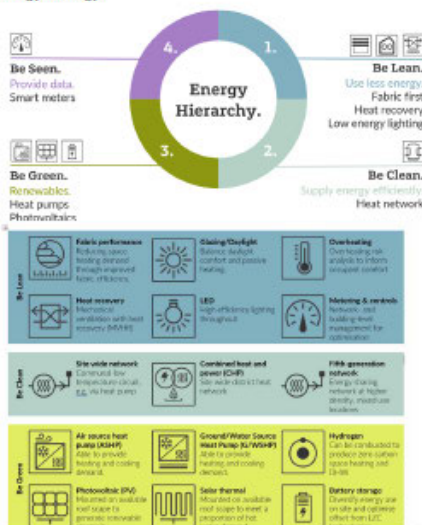 4.
1.
3.
2.
Energy
Hierarchy.
Be Seen.
Provide data.
Smart meters
Be Lean.
Use less energy.
Fabric first
Heat recovery
Low energy lighting
Be Green.
Renewables.
Heat pumps
Photovoltaics
Be Clean.
Supply energy efficiently
Heat network
Be Lean
Fabric performance
Reducing space
heating demand
through improved
fabric efficiency.
Glazing/Daylight
Balance daylight,
comfort and passive
heating.
Overheating
Overheating risk
analysis to inform
occupant comfort
Heat recovery
Mechanical
ventilation with heat
recovery (MVHR)
LED
High efficiency lighting
throughout
Metering & controls
Network- and
building-level
management for
optimisation
Be Clean
Site wide network
Communal low
temperature circuit,
e.g. via heat pump
Combined heat and
power (CHP)
Site wide district heat
network
Fifth generation
network
Energy sharing
network at higher
density, mixed use
locations
Be Green
Air source heat
pump (ASHP)
Able to provide
heating and cooling
demand.
Ground/Water Source
Heat Pump (G/WSHP)
Able to provide
heating and cooling
demand.
Hydrogen
Can be conducted to
produce zero carbon
space heating and
DHW.
Photovoltaic (PV)
Mounted on available
roof scape to
generate renewable
Solar thermal
Mounted on available
roof scape to meet a
proportion of hot
Battery storage
Diversify energy use
on site and optimise
offset from